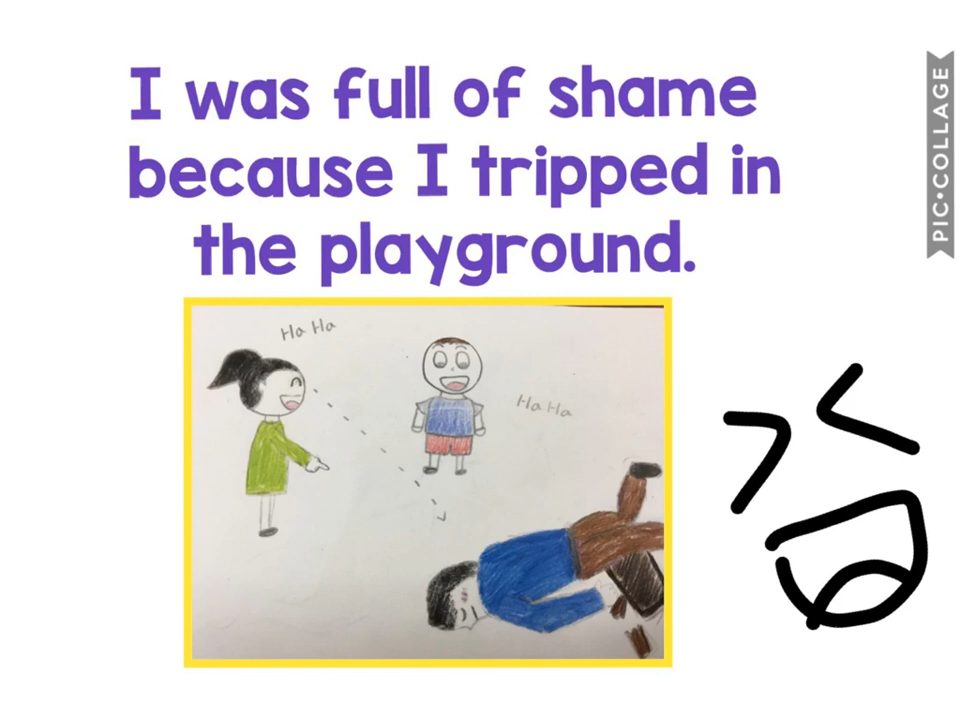 I was full of shame
because I tripped in
the playground.
Ha Ha
Ha Ha
PIC•COLLAGE